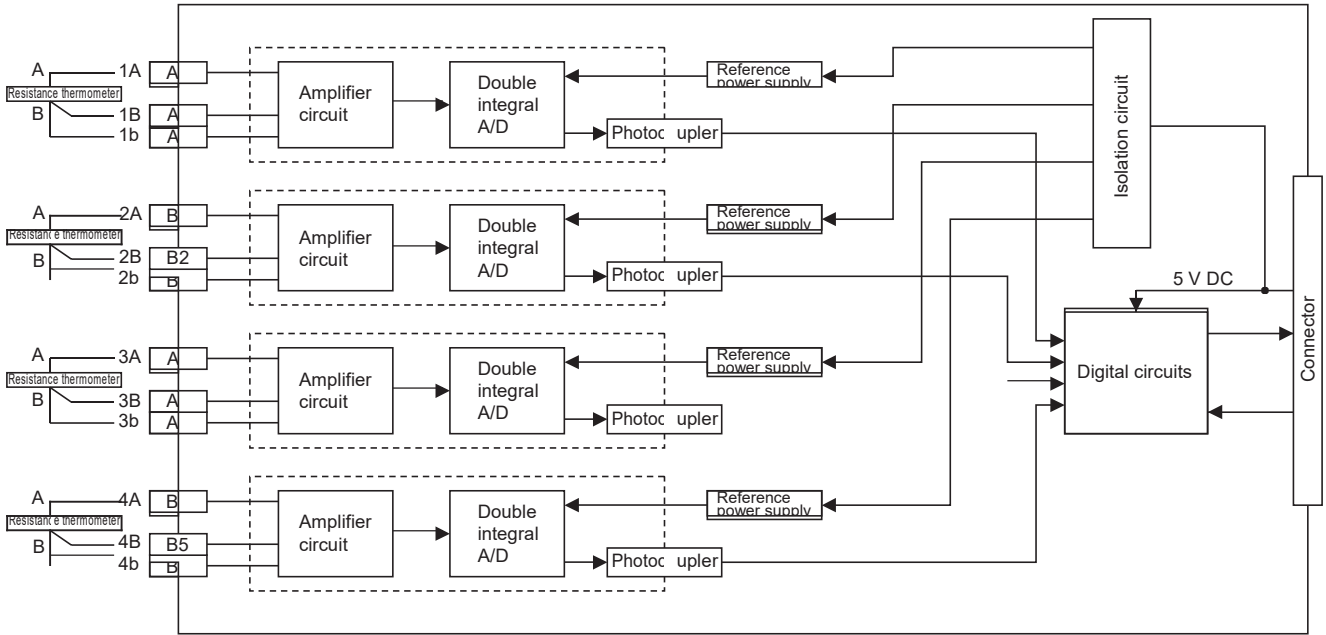 A
1A
A
Resistance thermometer
B
1B
A
1b
A
Amplifier
circuit
Double
integral
A/D
Reference
power supply
Photoc upler
Isolation circuit
A
2A
B
Resistance thermometer
B
2B
B2
2b
B
Amplifier
circuit
Double
integral
A/D
Reference
power supply
Photoc upler
5 V DC
Digital circuits
Connector
A
3A
A
Resistance thermometer
B
3B
A
3b
A
Amplifier
circuit
Double
integral
A/D
Reference
power supply
Photoc upler
A
4A
B
Resistance thermometer
B
4B
B5
4b
B
Amplifier
circuit
Double
integral
A/D
Reference
power supply
Photoc upler